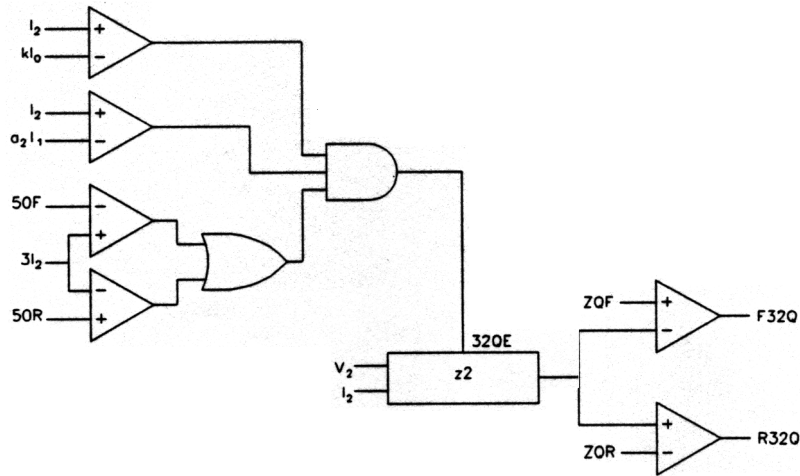 I₂
+
kI₀
−
I₂
+
a₂I₁
−
50F
−
+
3I₂
−
50R
+
32QE
V₂
z2
I₂
ZQF
+
−
F32Q
+
R32Q
ZQR
−